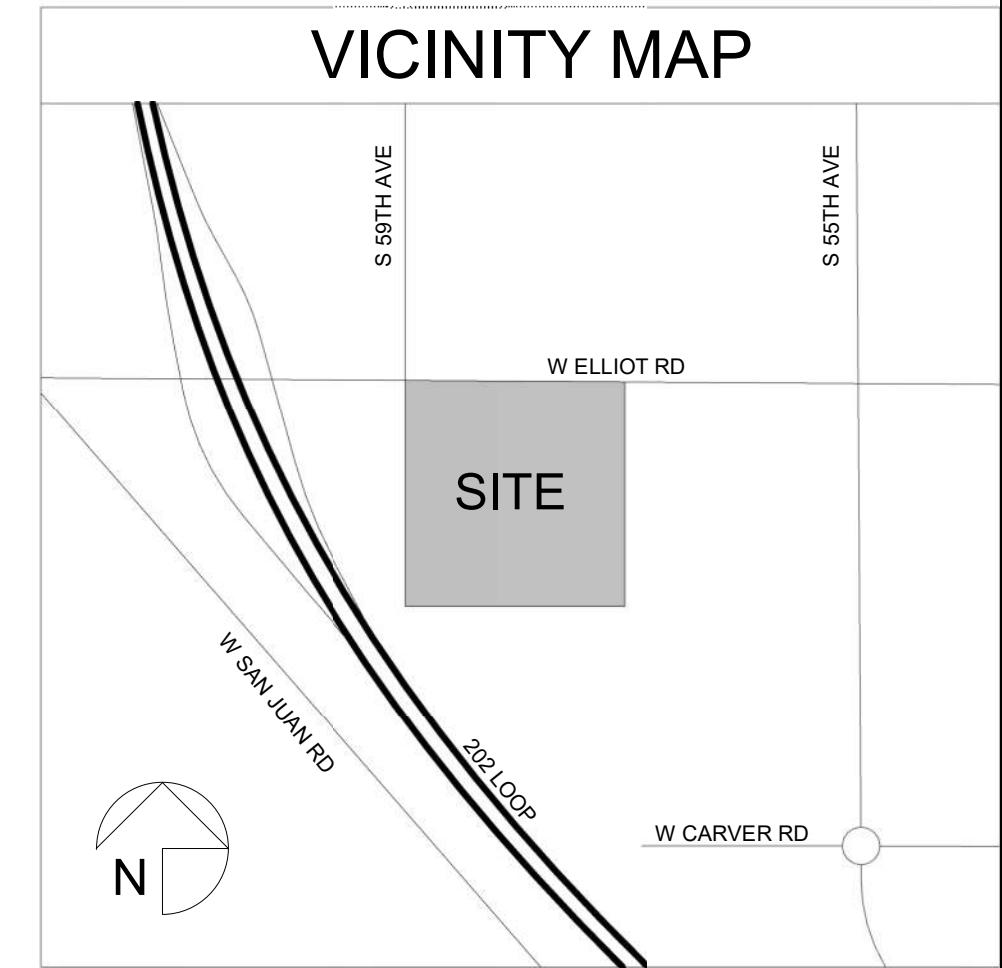 VICINITY MAP
S 59TH AVE
S 55TH AVE
W ELLIOT RD
SITE
W SAN JUAN RD
202 LOOP
W CARVER RD
N